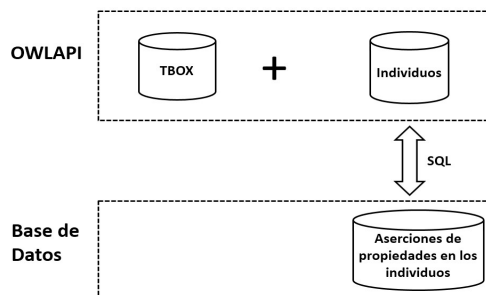 OWLAPI
TBOX
+
Individuos
SQL
Base de
Datos
Aserciones de
propiedades en los
individuos